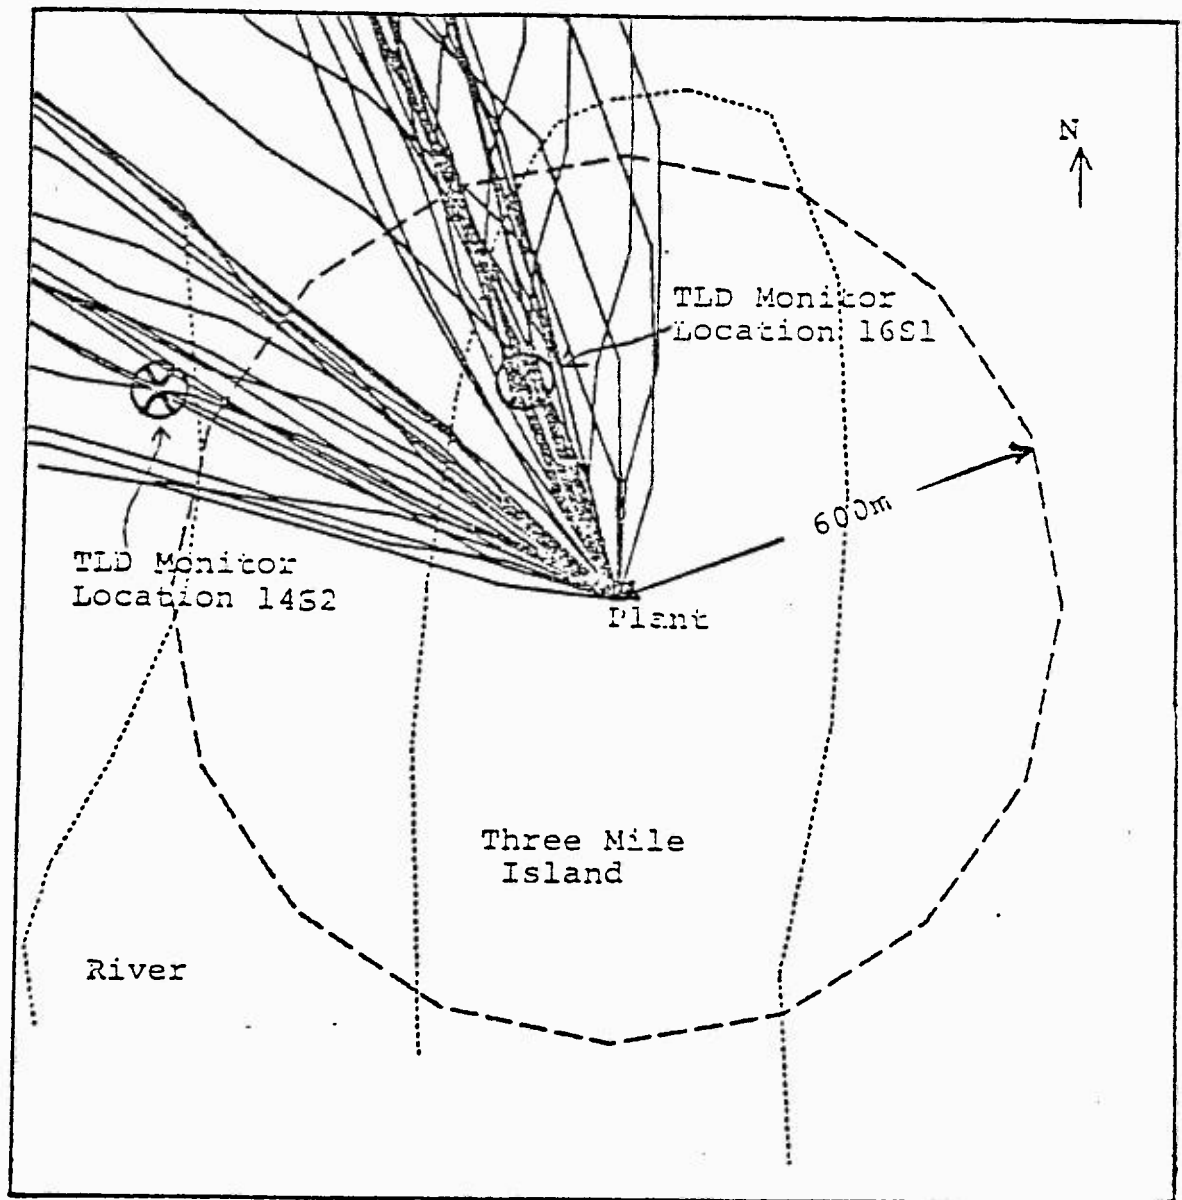 N
TLD Monitor
Location 16S1
600m
TLD Monitor
Location 14S2
Plant
Three Mile
Island
River